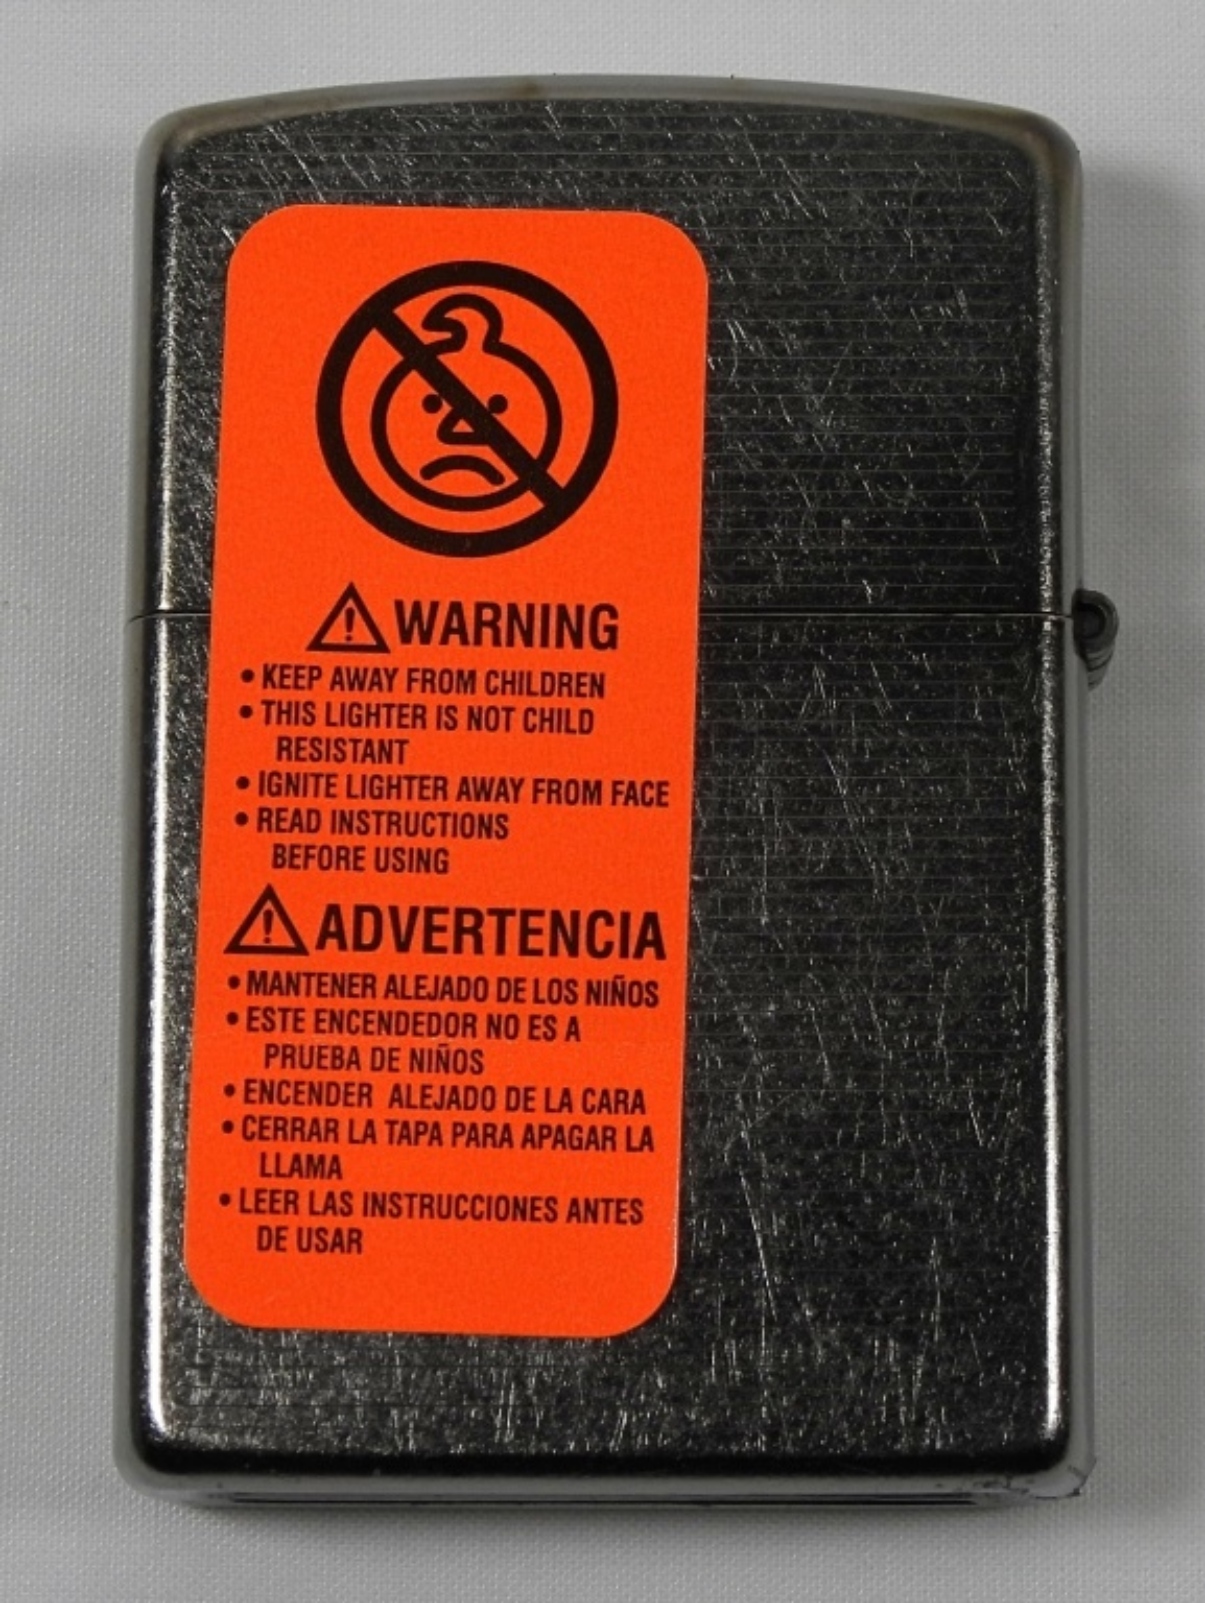 WARNING
• KEEP AWAY FROM CHILDREN
• THIS LIGHTER IS NOT CHILD
RESISTANT
• IGNITE LIGHTER AWAY FROM FACE
• READ INSTRUCTIONS
BEFORE USING
ADVERTENCIA
• MANTENER ALEJADO DE LOS NIÑOS
• ESTE ENCENDEDOR NO ES A
PRUEBA DE NIÑOS
• ENCENDER ALEJADO DE LA CARA
• CERRAR LA TAPA PARA APAGAR LA
LLAMA
• LEER LAS INSTRUCCIONES ANTES
DE USAR